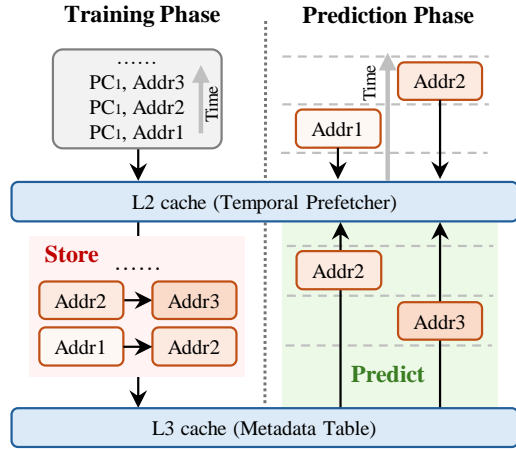 Training Phase
Prediction Phase
......
PC1, Addr3
PC1, Addr2
PC1, Addr1
Time
Time
Addr2
Addr1
L2 cache (Temporal Prefetcher)
Store
......
Addr2
Addr3
Addr1
Addr2
Addr2
Addr3
Predict
L3 cache (Metadata Table)